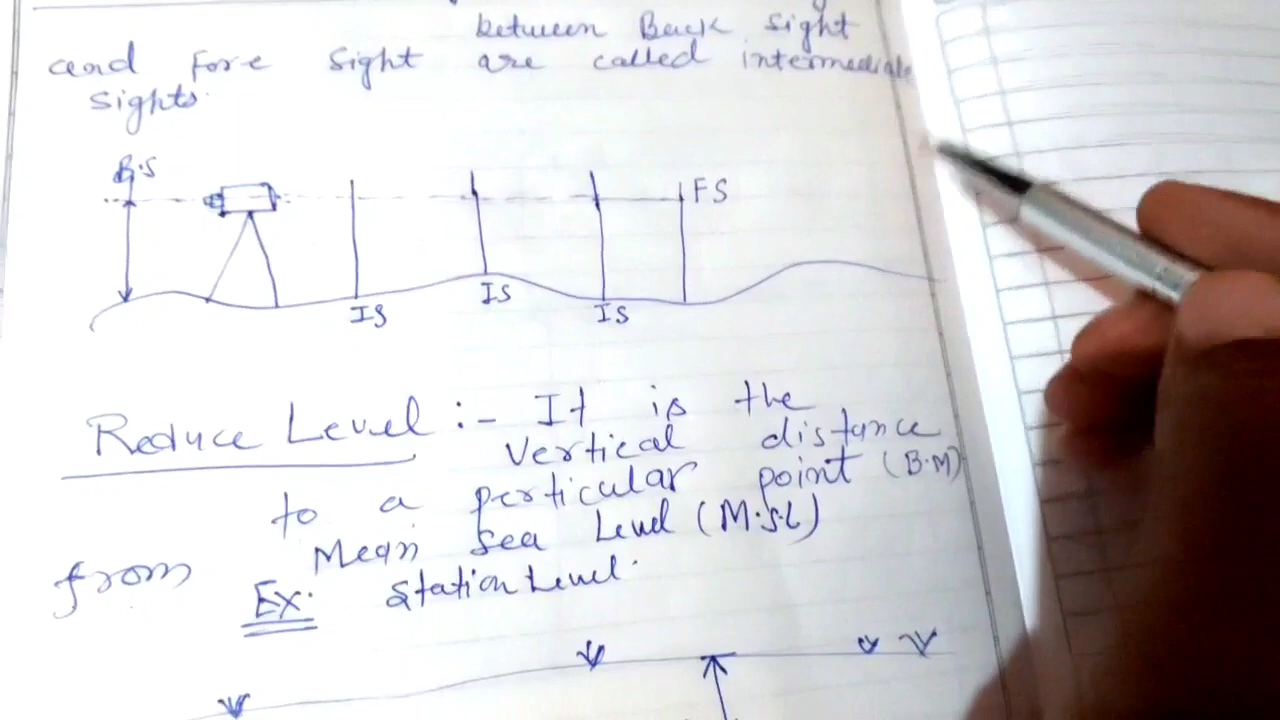 between Back Sight
and Fore Sight are called intermediate
Sights.
B.S
FS
IS
IS
IS
Reduce Level :- It is the
vertical distance
to a perticular point (B.M)
from Mean Sea Level (M.S.L)
Ex: Station Level.